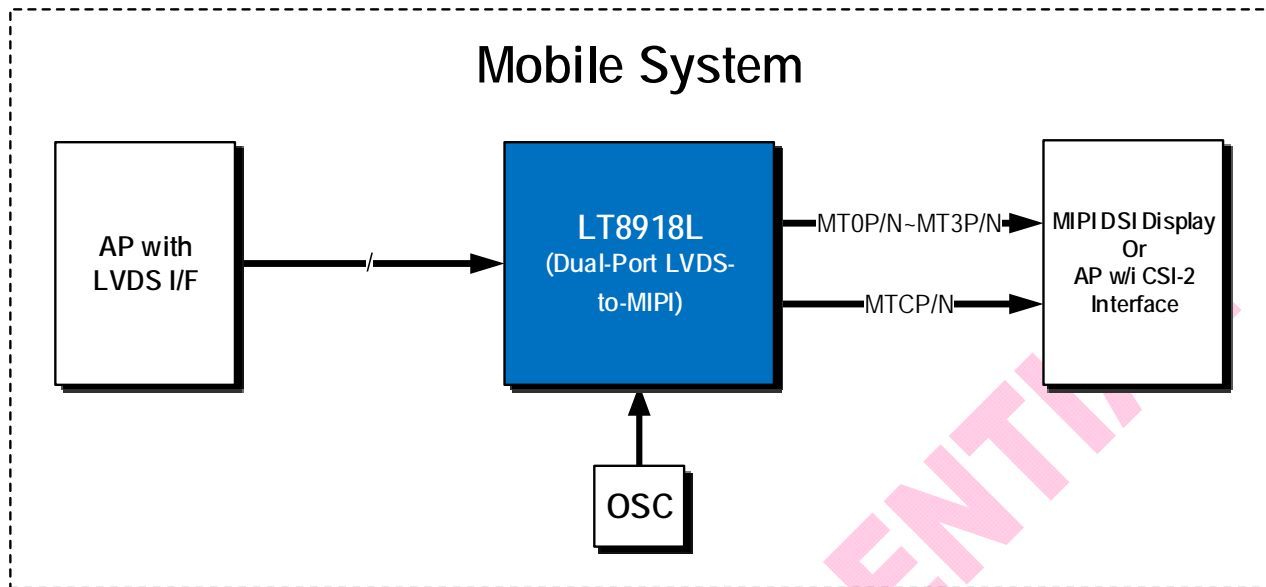 Mobile System
AP with
LVDS I/F
/
LT8918L
(Dual-Port LVDS-
to-MIPI)
MT0P/N~MT3P/N
MTCP/N
MIPI DSI Display
Or
AP w/i CSI-2
Interface
OSC